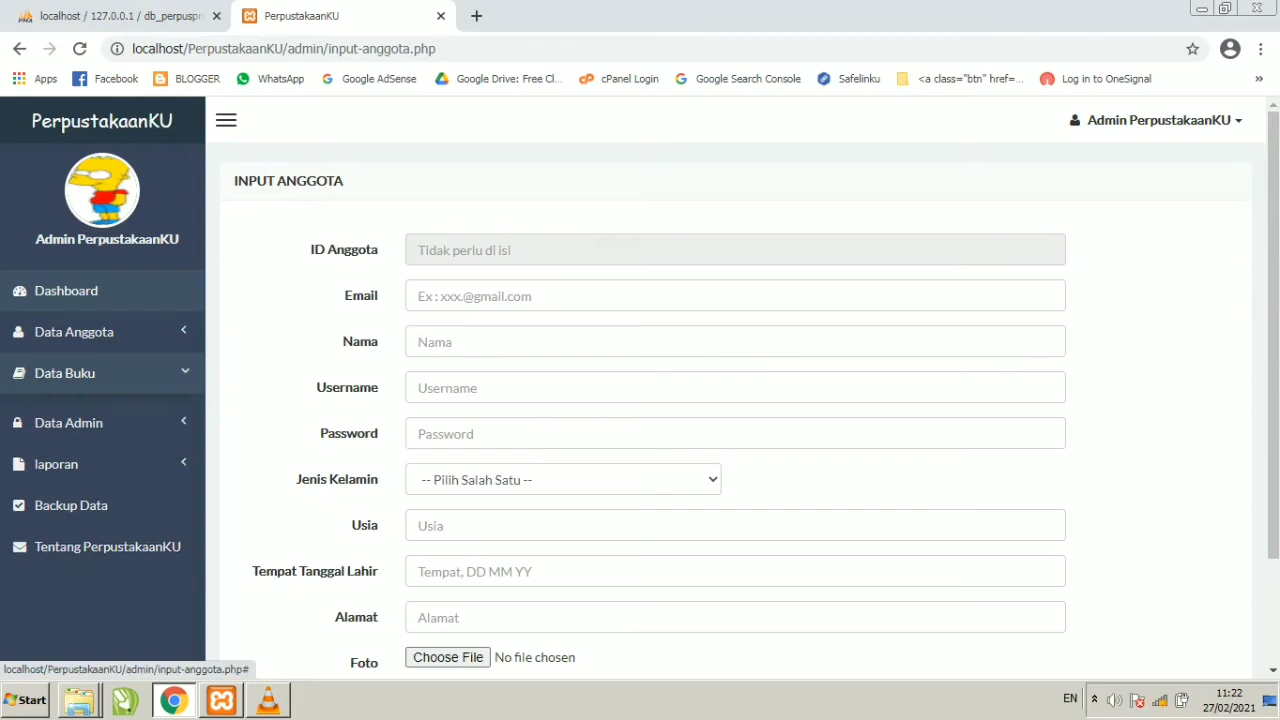 localhost / 127.0.0.1 / db_perpuspr
PerpustakaanKU
localhost/PerpustakaanKU/admin/input-anggota.php
Apps Facebook BLOGGER WhatsApp Google AdSense Google Drive: Free Cl... cPanel Login Google Search Console Safelinku <a class="btn" href=... Log in to OneSignal
PerpustakaanKU
Admin PerpustakaanKU
Admin PerpustakaanKU
Dashboard
Data Anggota
Data Buku
Data Admin
laporan
Backup Data
Tentang PerpustakaanKU
INPUT ANGGOTA
ID Anggota Tidak perlu di isi
Email Ex : xxx.@gmail.com
Nama Nama
Username Username
Password Password
Jenis Kelamin -- Pilih Salah Satu --
Usia Usia
Tempat Tanggal Lahir Tempat, DD MM YY
Alamat Alamat
Foto Choose File No file chosen
localhost/PerpustakaanKU/admin/input-anggota.php#
Start
EN
11:22
27/02/2021